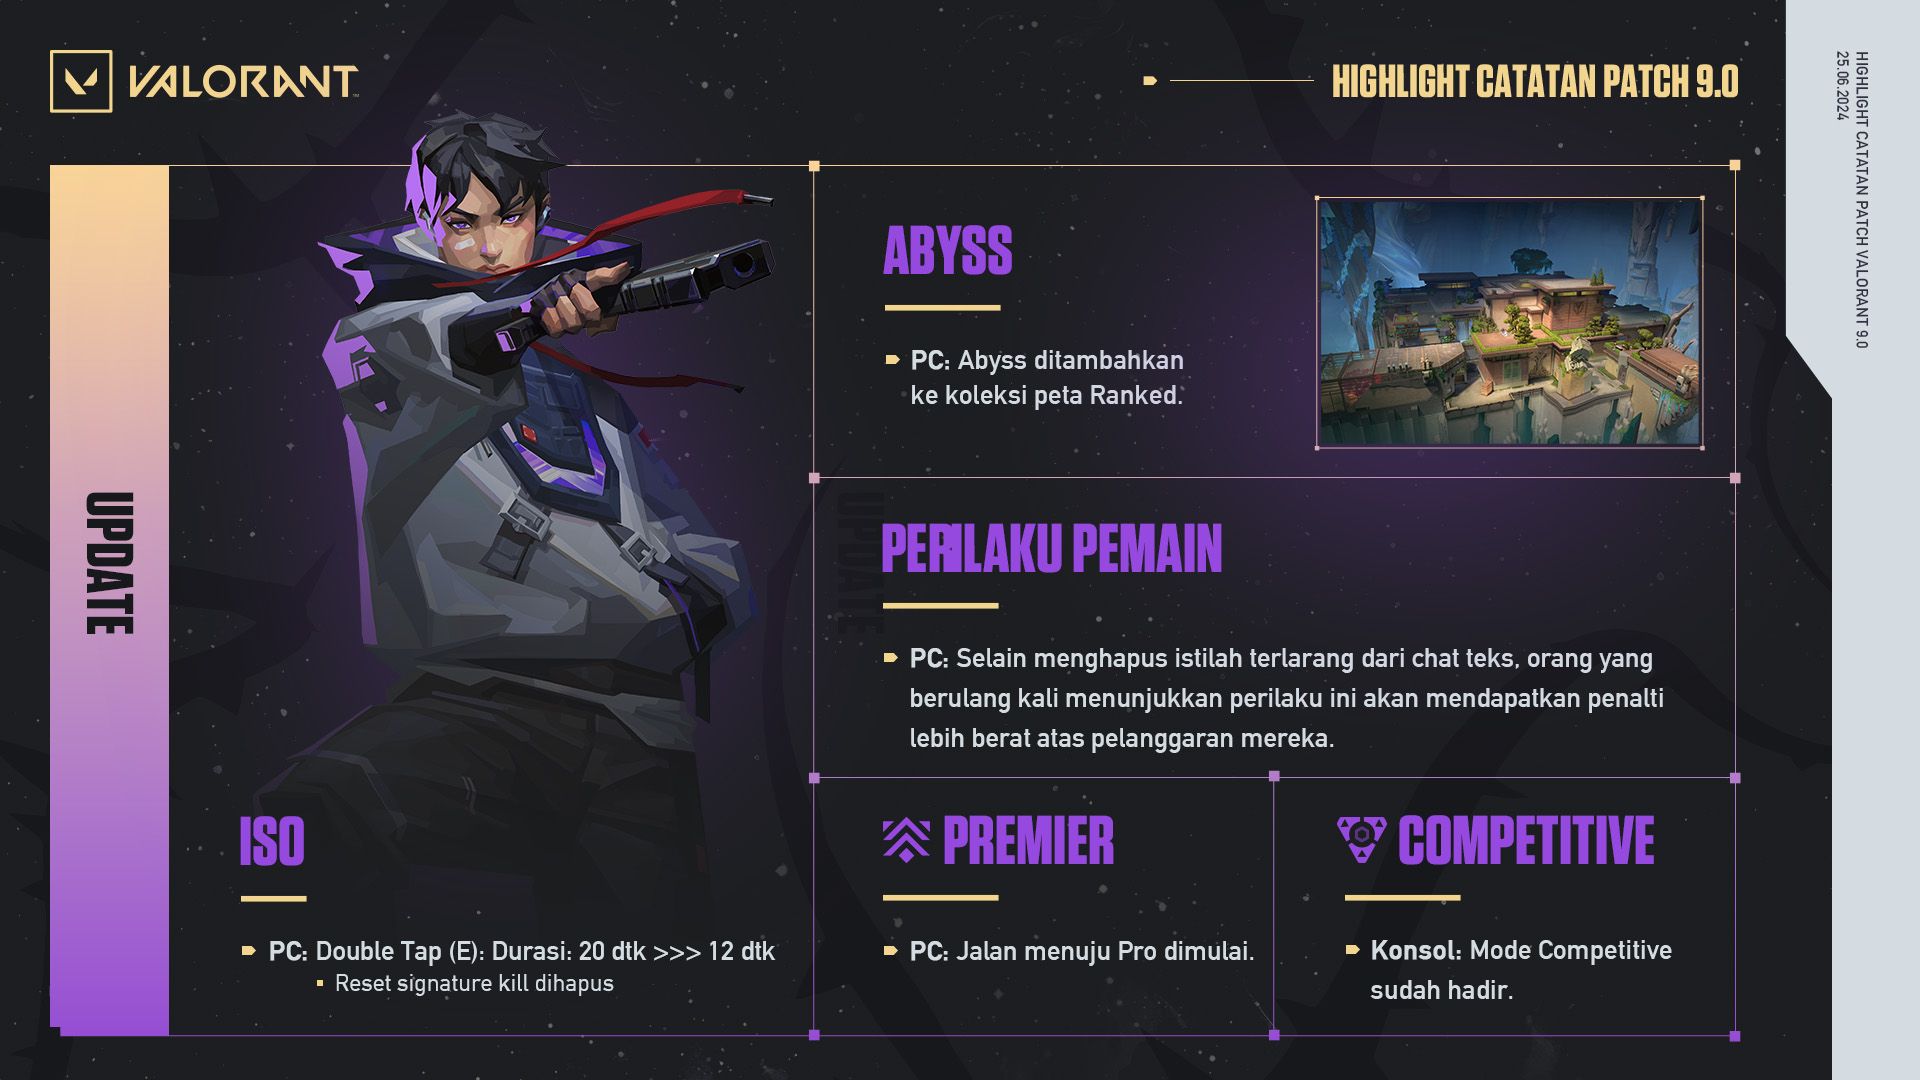 VALORANT
HIGHLIGHT CATATAN PATCH 9.0
HIGHLIGHT CATATAN PATCH VALORANT 9.0
25.06.2024
UPDATE
ABYSS
PC: Abyss ditambahkan
ke koleksi peta Ranked.
UPDATE
PERILAKU PEMAIN
PC: Selain menghapus istilah terlarang dari chat teks, orang yang
berulang kali menunjukkan perilaku ini akan mendapatkan penalti
lebih berat atas pelanggaran mereka.
ISO
PC: Double Tap (E): Durasi: 20 dtk >>> 12 dtk
Reset signature kill dihapus
PREMIER
PC: Jalan menuju Pro dimulai.
COMPETITIVE
Konsol: Mode Competitive
sudah hadir.